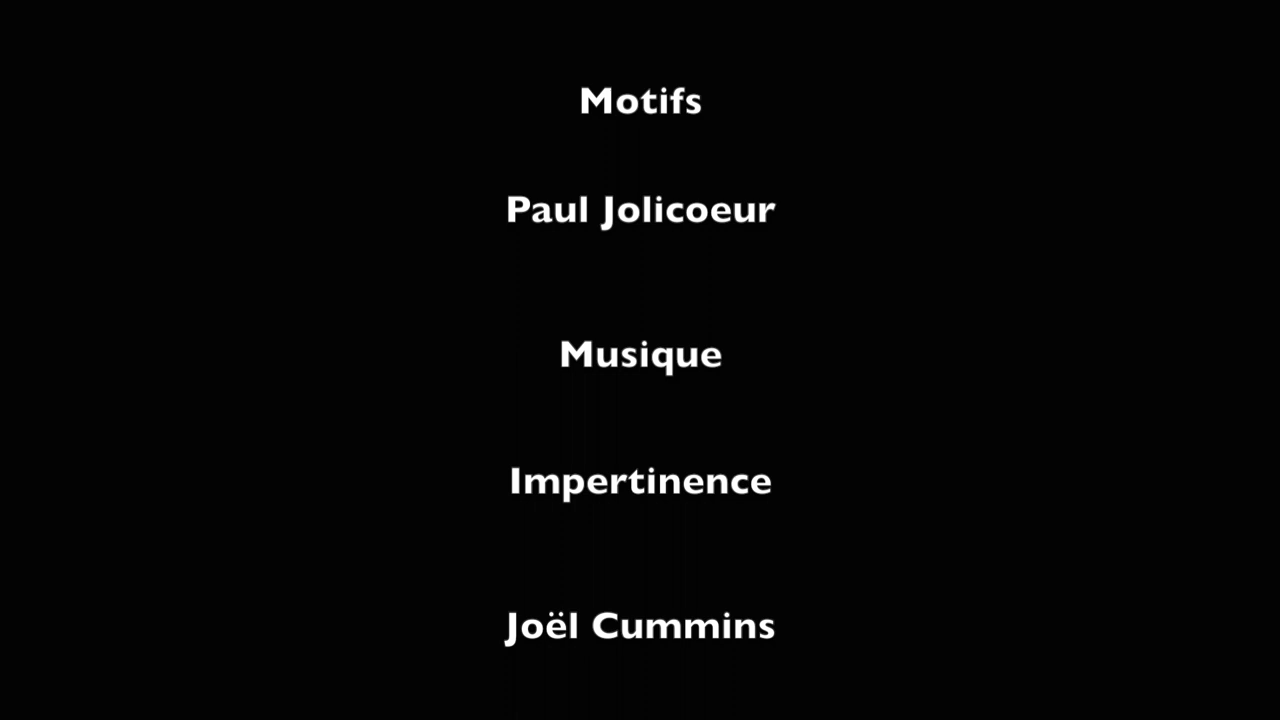 Motifs
Paul Jolicoeur
Musique
Impertinence
Joël Cummins